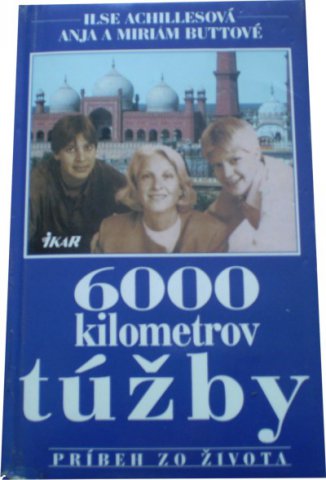 ILSE ACHILLESOVÁ
ANJA A MIRIAM BUTTOVÉ
IKAR
6000
kilometrov
túžby
PRÍBEH ZO ŽIVOTA